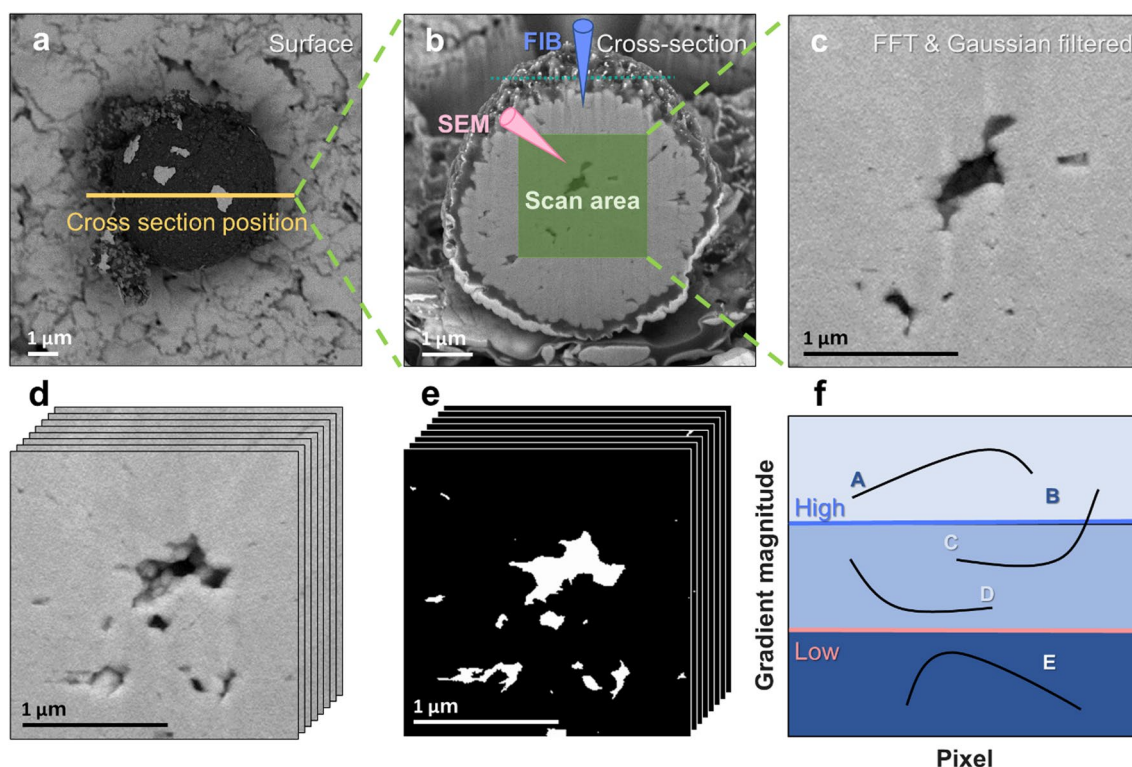 a
Surface
Cross section position
1 μm
b
FIB
Cross-section
SEM
Scan area
1 μm
c
FFT & Gaussian filtered
1 μm
d
1 μm
e
1 μm
f
Gradient magnitude
A
B
High
C
D
Low
E
Pixel